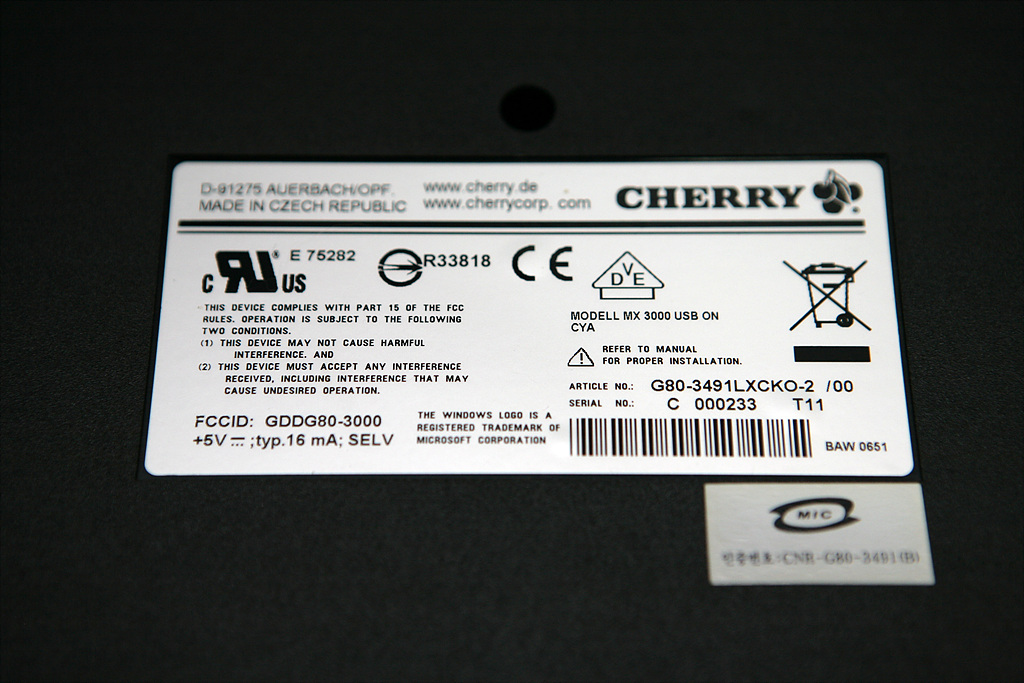 D-91275 AUERBACH/OPF.
MADE IN CZECH REPUBLIC
www.cherry.de
www.cherrycorp. com
CHERRY
C RU ® US
E 75282
R33818
CE
DVE
THIS DEVICE COMPLIES WITH PART 15 OF THE FCC
RULES. OPERATION IS SUBJECT TO THE FOLLOWING
TWO CONDITIONS.
(1) THIS DEVICE MAY NOT CAUSE HARMFUL
INTERFERENCE. AND
(2) THIS DEVICE MUST ACCEPT ANY INTERFERENCE
RECEIVED, INCLUDING INTERFERENCE THAT MAY
CAUSE UNDESIRED OPERATION.
FCCID: GDDG80-3000
+5V ⎓ ;typ.16 mA; SELV
THE WINDOWS LOGO IS A
REGISTERED TRADEMARK OF
MICROSOFT CORPORATION
MODELL MX 3000 USB ON
CYA
REFER TO MANUAL
FOR PROPER INSTALLATION.
ARTICLE NO.: G80-3491LXCKO-2 /00
SERIAL NO.: C 000233 T11
BAW 0651
MIC
인증번호:CNR-G80-3491(B)